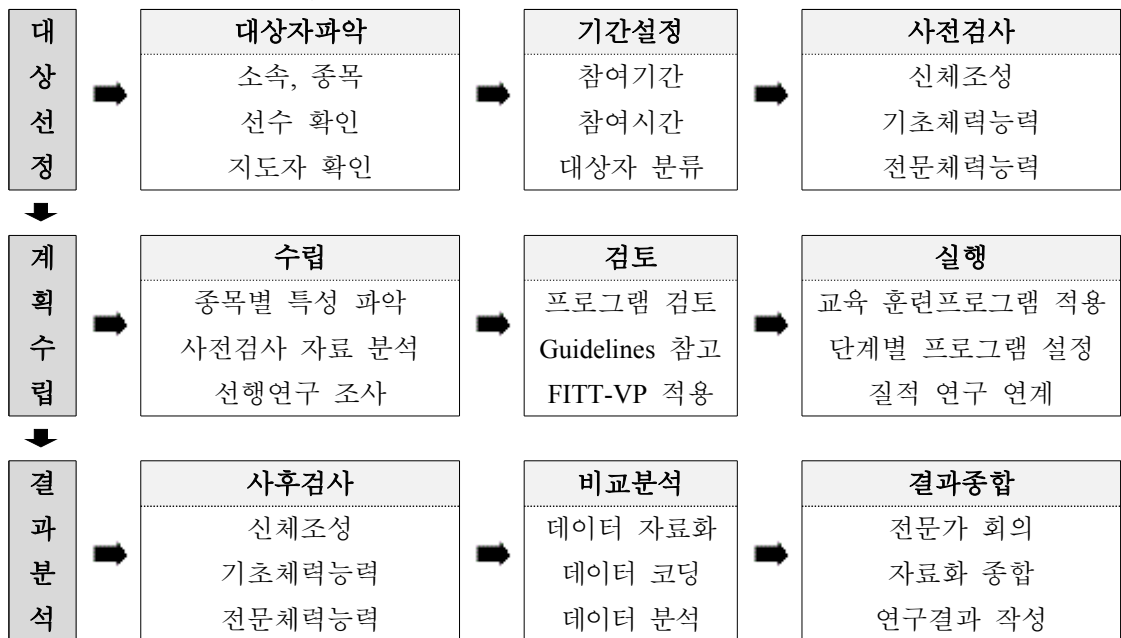 대상선정
대상자파악
소속, 종목
선수 확인
지도자 확인
기간설정
참여기간
참여시간
대상자 분류
사전검사
신체조성
기초체력능력
전문체력능력
계획수립
수립
종목별 특성 파악
사전검사 자료 분석
선행연구 조사
검토
프로그램 검토
Guidelines 참고
FITT-VP 적용
실행
교육 훈련프로그램 적용
단계별 프로그램 설정
질적 연구 연계
결과분석
사후검사
신체조성
기초체력능력
전문체력능력
비교분석
데이터 자료화
데이터 코딩
데이터 분석
결과종합
전문가 회의
자료화 종합
연구결과 작성